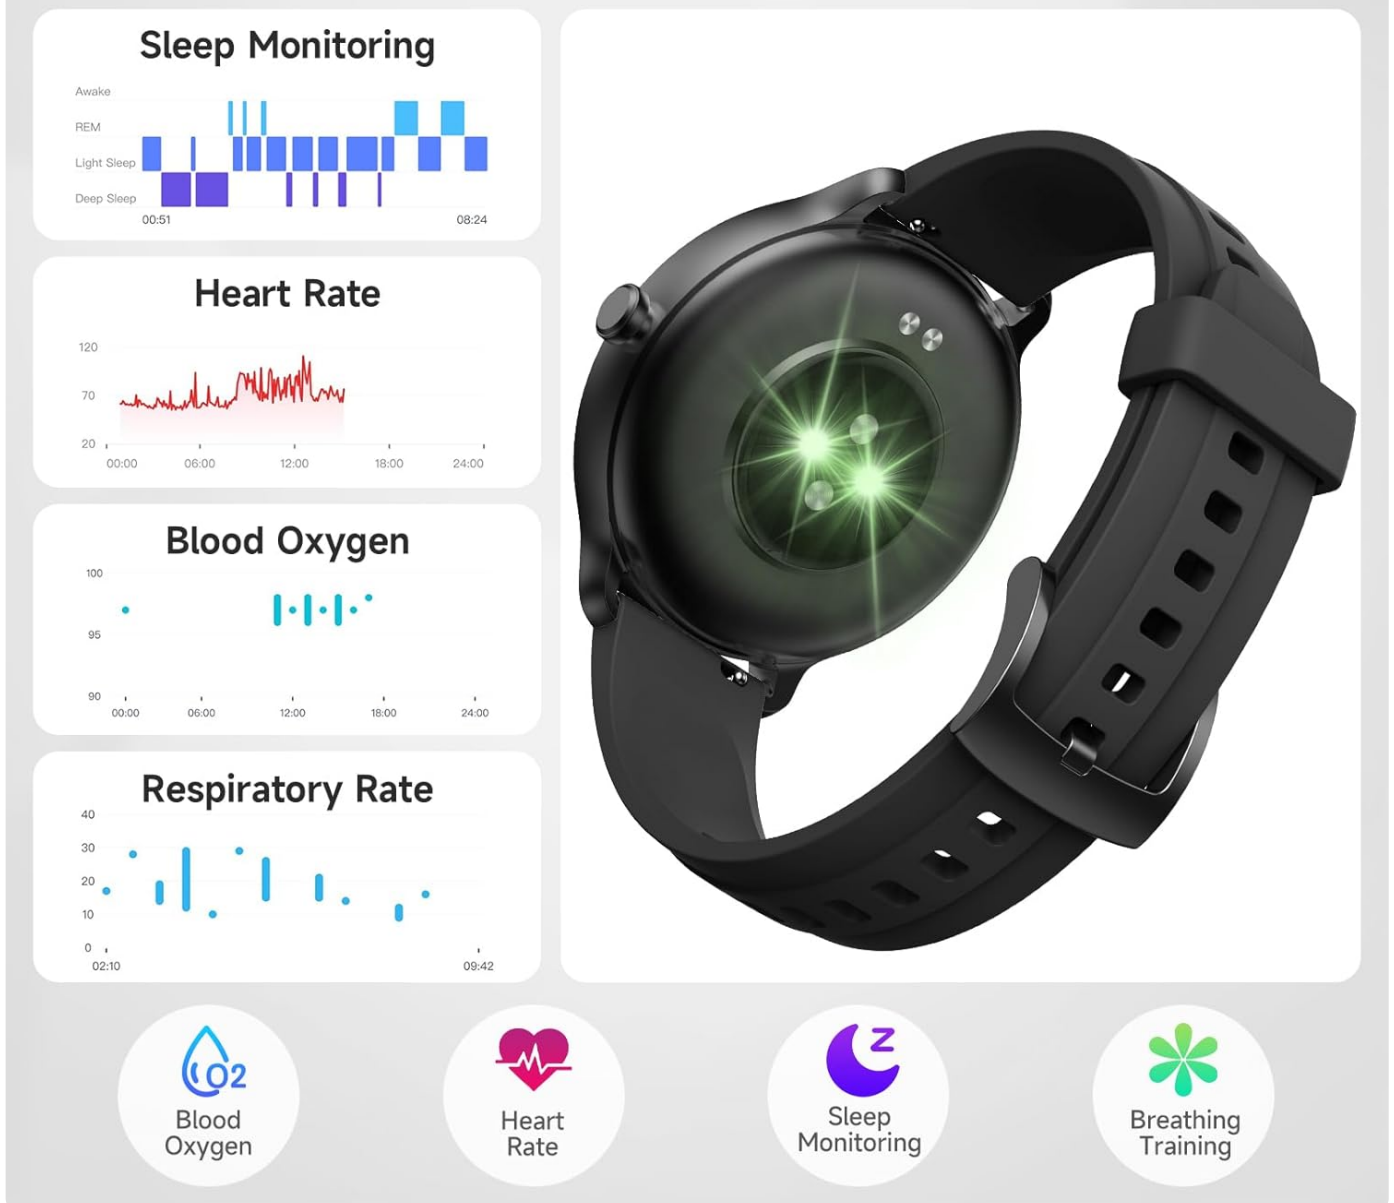 Sleep Monitoring
Awake
REM
Light Sleep
Deep Sleep
00:51 08:24
Heart Rate
120
70
20
00:00 06:00 12:00 18:00 24:00
Blood Oxygen
100
95
90
00:00 06:00 12:00 18:00 24:00
Respiratory Rate
40
30
20
10
0
02:10 09:42
O2
Blood
Oxygen
Heart
Rate
Z
Sleep
Monitoring
Breathing
Training